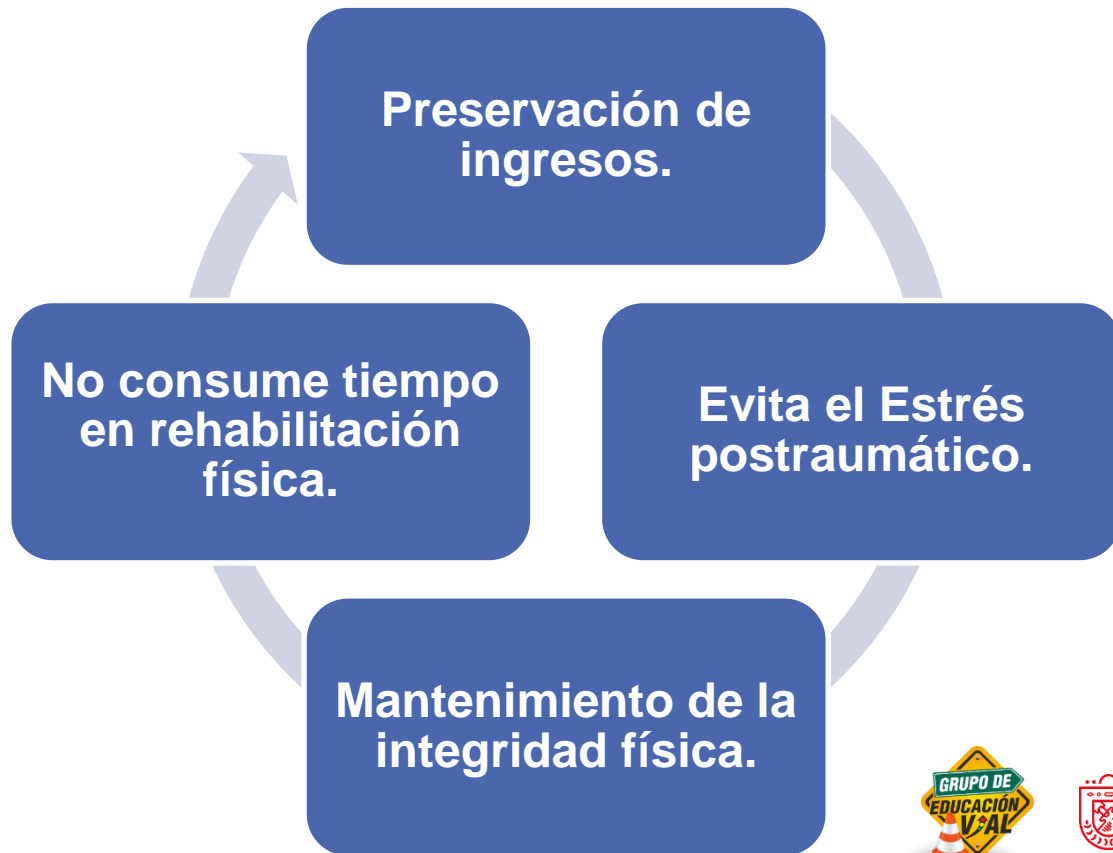 Preservación de
ingresos.
Evita el Estrés
postraumático.
Mantenimiento de la
integridad física.
No consume tiempo
en rehabilitación
física.
GRUPO DE
EDUCACIÓN
VIAL